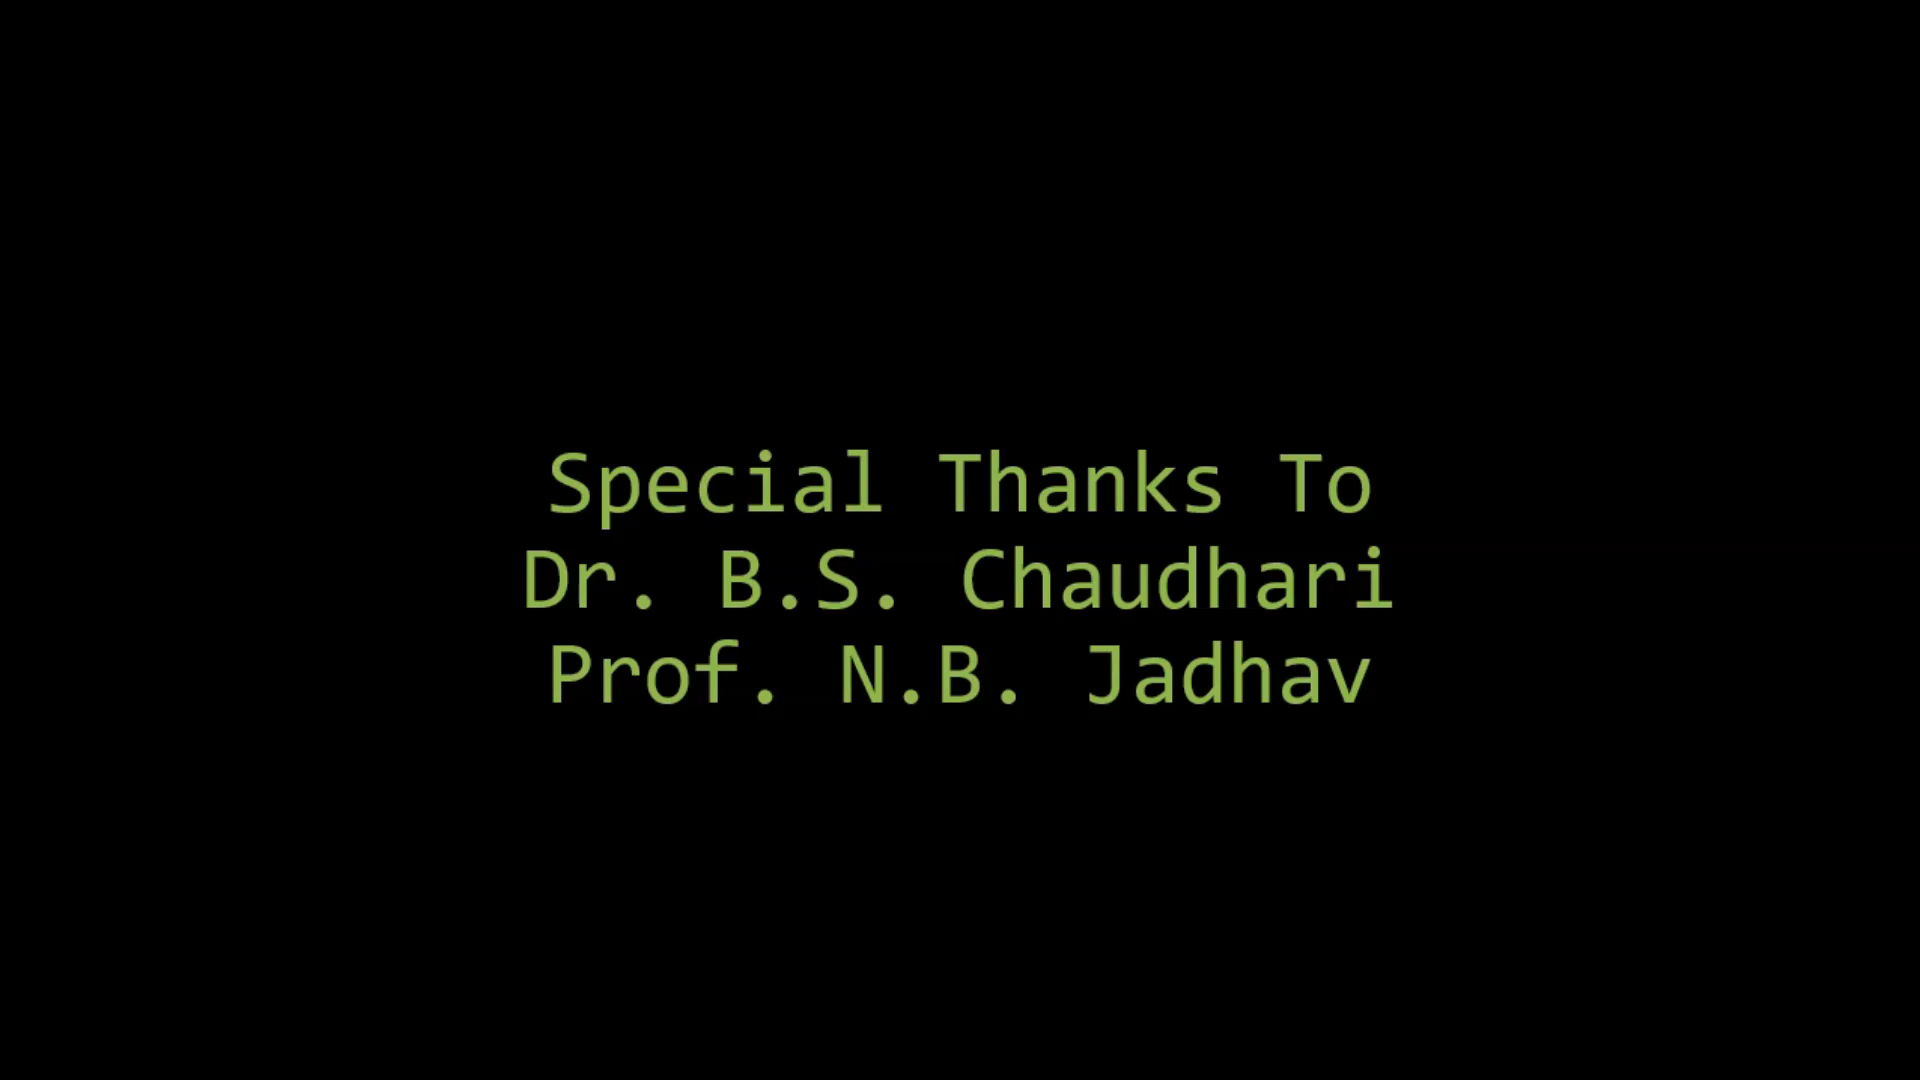 Special Thanks To
Dr. B.S. Chaudhari
Prof. N.B. Jadhav